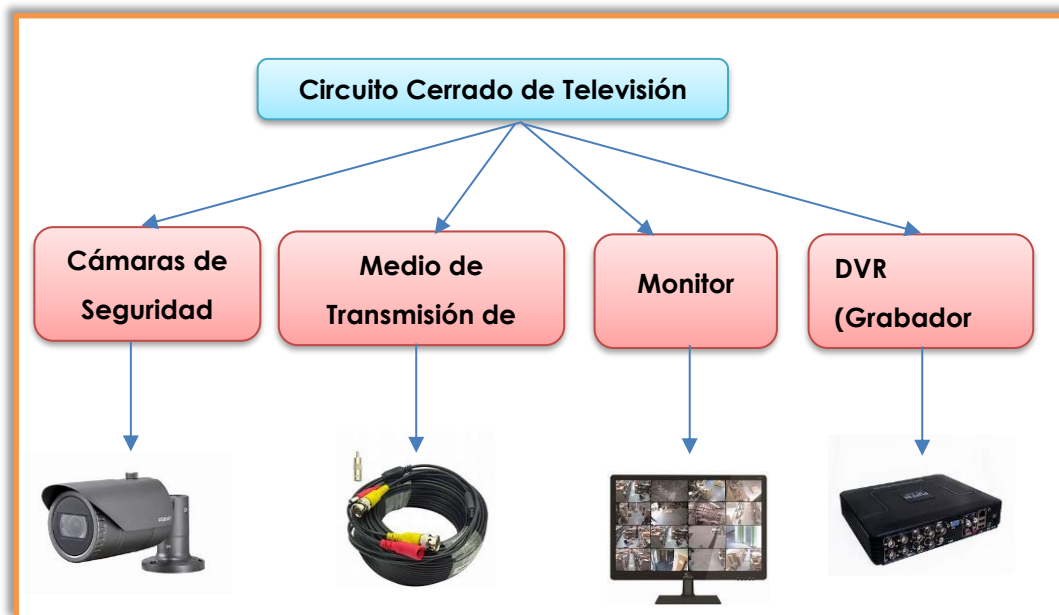 Circuito Cerrado de Televisión
Cámaras de
Seguridad
Medio de
Transmisión de
Monitor
DVR
(Grabador